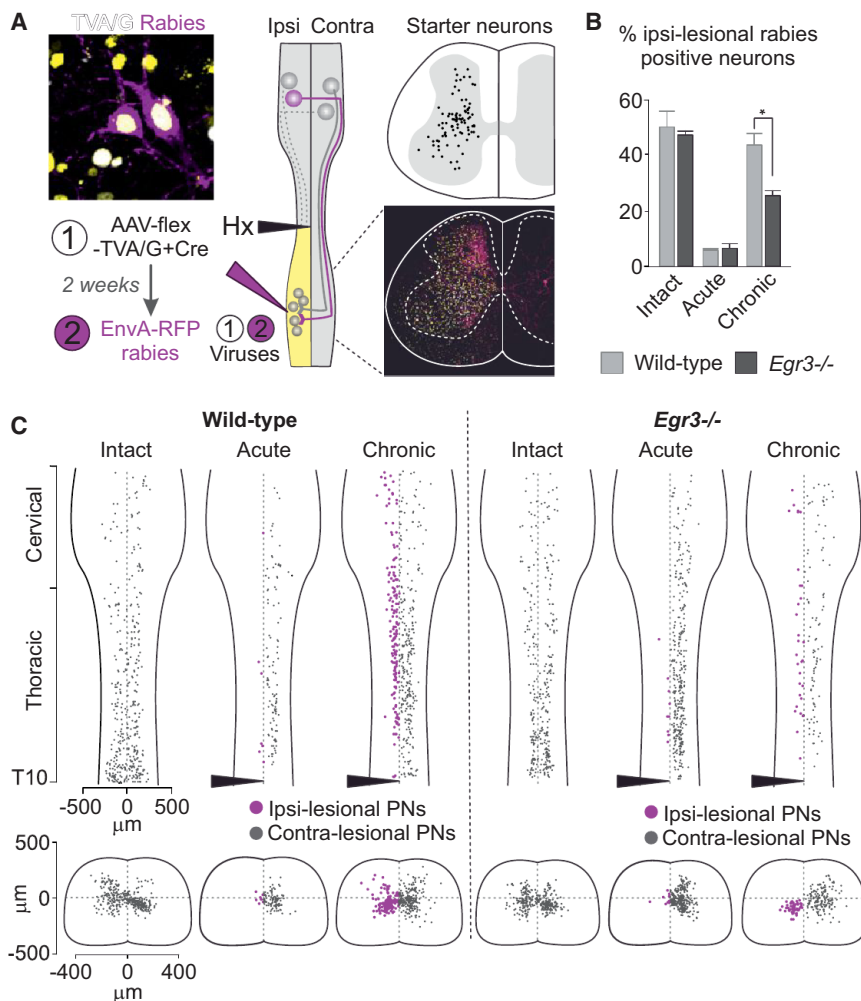 A
TVA/G Rabies
Ipsi Contra
Starter neurons
1
AAV-flex
-TVA/G+Cre
2 weeks
2
EnvA-RFP
rabies
Hx
1 2
Viruses
B
% ipsi-lesional rabies
positive neurons
60
40
20
0
*
Intact
Acute
Chronic
Wild-type
Egr3-/-
C
Wild-type
Egr3-/-
Intact
Acute
Chronic
Intact
Acute
Chronic
Cervical
Thoracic
T10
-500 0 500
μm
Ipsi-lesional PNs
Contra-lesional PNs
Ipsi-lesional PNs
Contra-lesional PNs
500
0
-500
μm
-400 0 400
μm